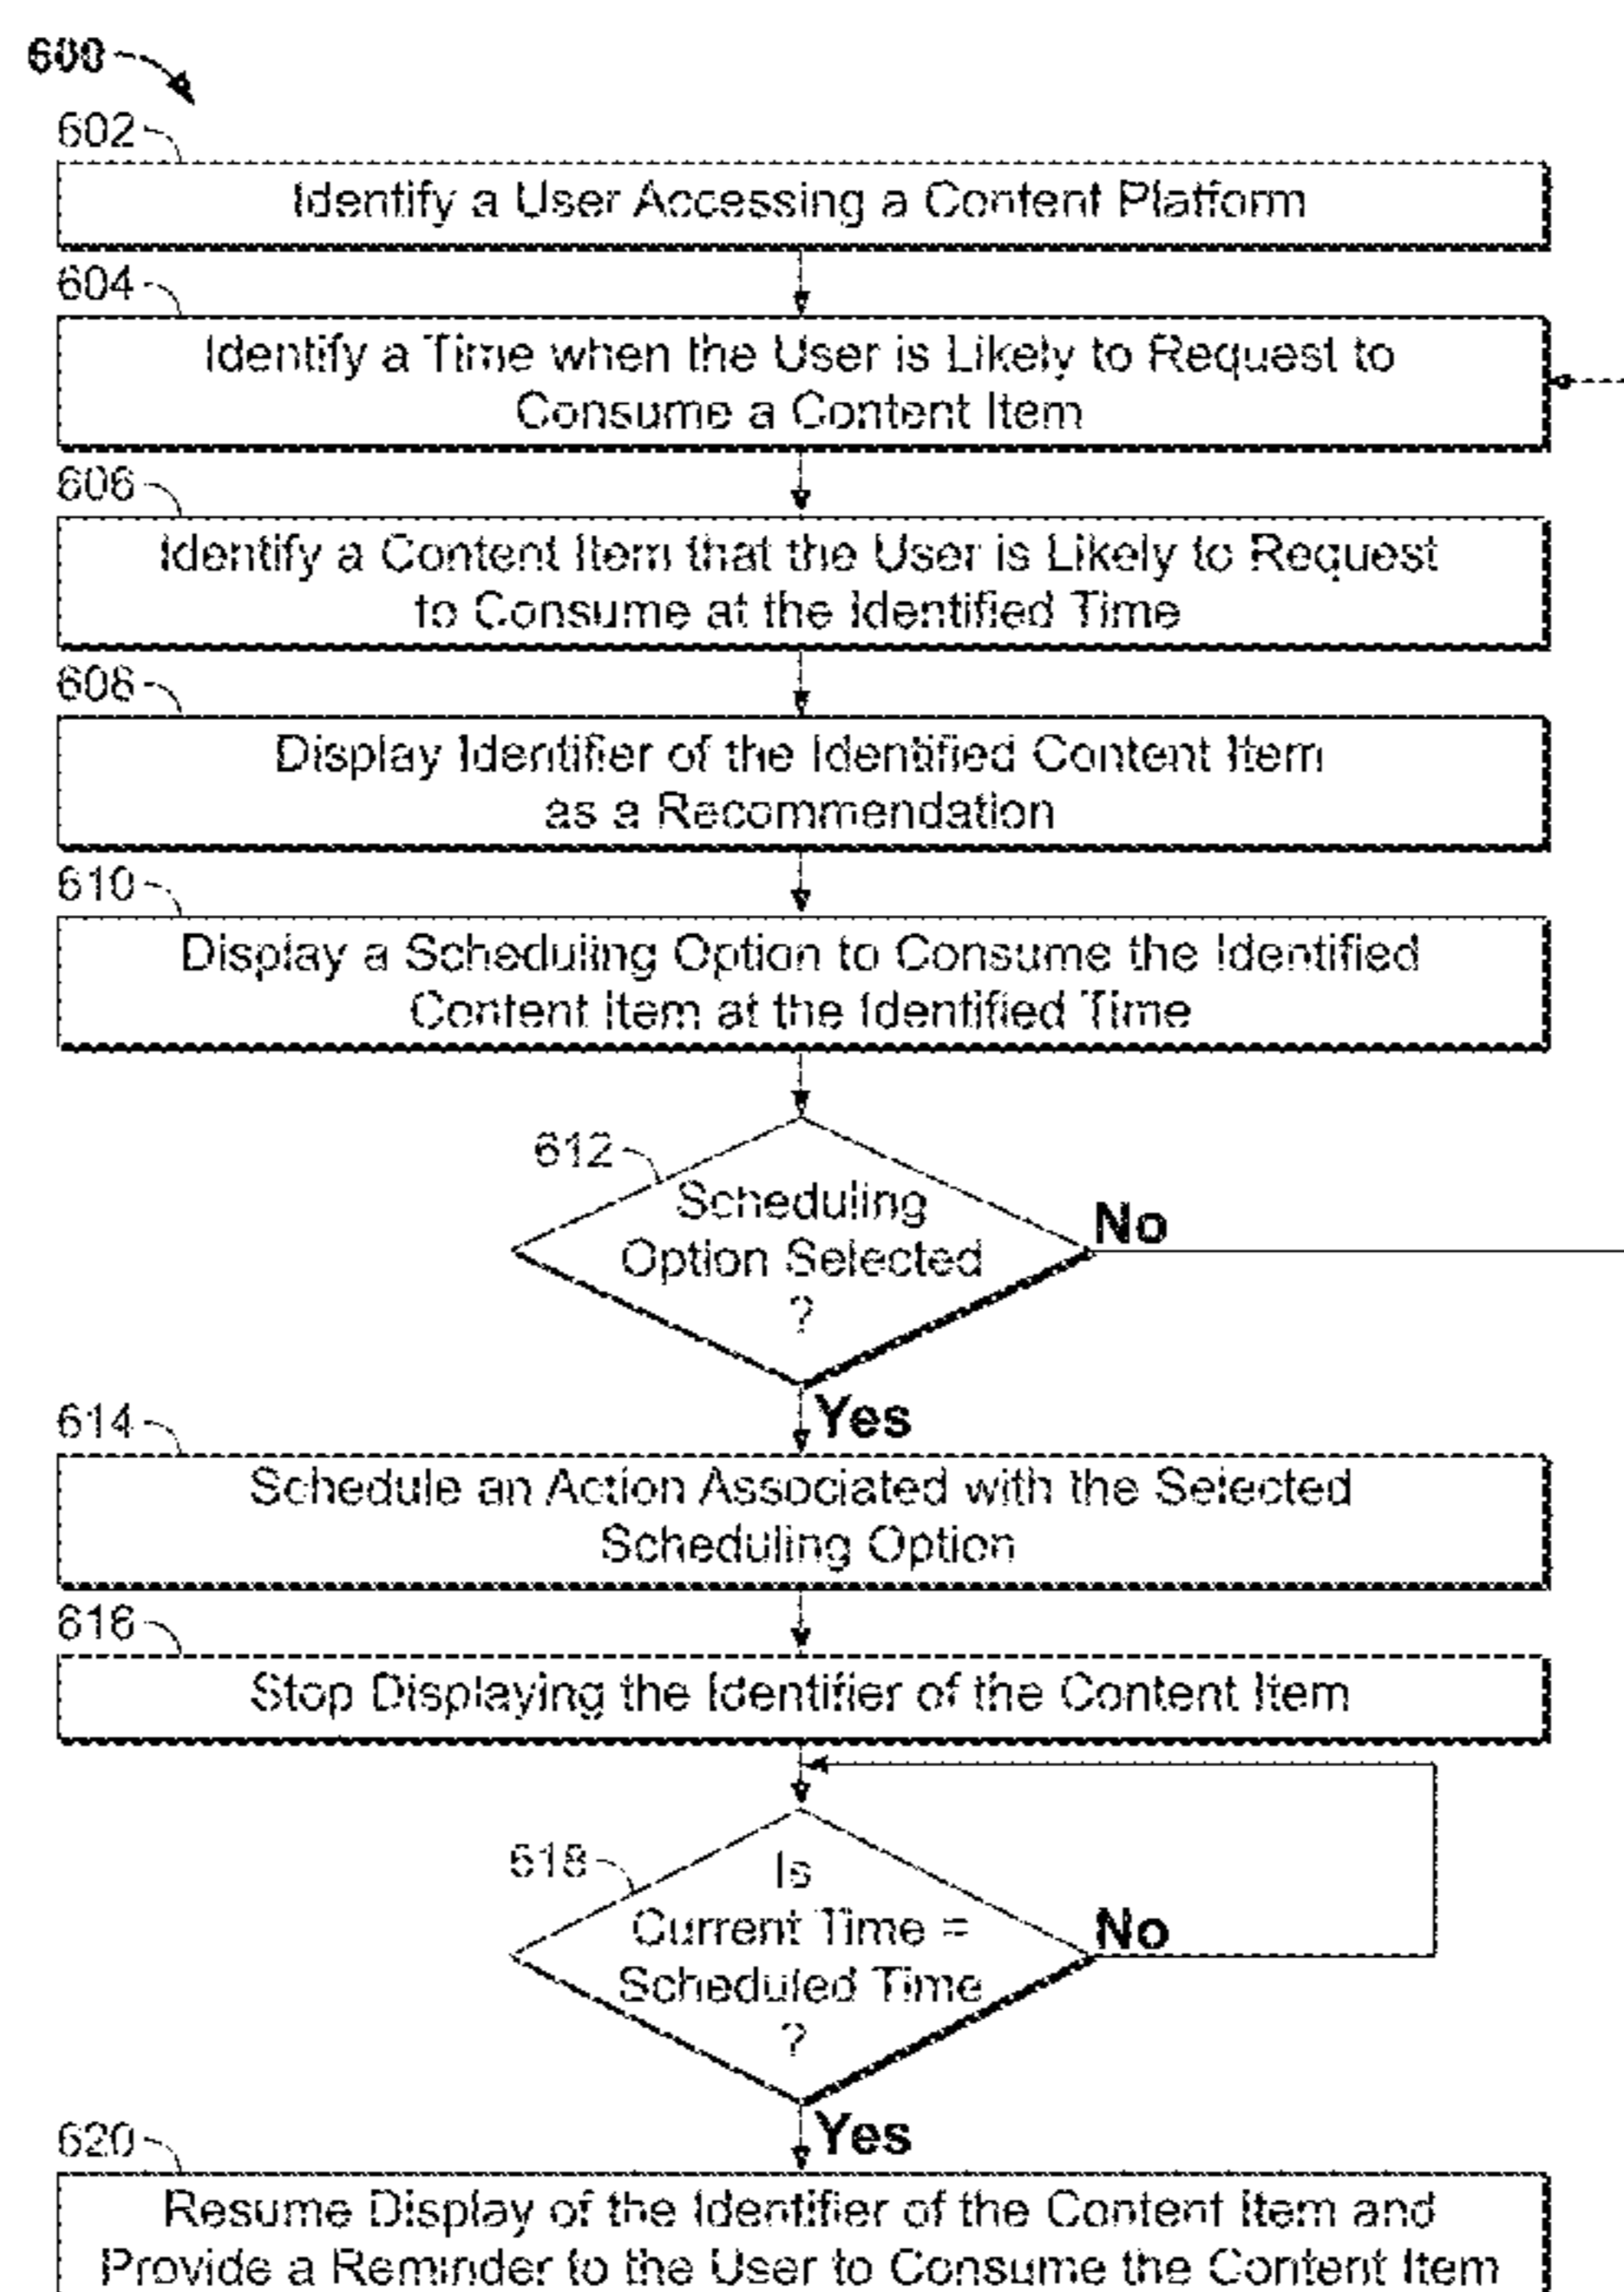 600
602
Identify a User Accessing a Content Platform
604
Identify a Time when the User is Likely to Request to
Consume a Content Item
606
Identify a Content Item that the User is Likely to Request
to Consume at the Identified Time
608
Display Identifier of the Identified Content Item
as a Recommendation
610
Display a Scheduling Option to Consume the Identified
Content Item at the Identified Time
612
Scheduling
Option Selected
?
No
Yes
614
Schedule an Action Associated with the Selected
Scheduling Option
616
Stop Displaying the Identifier of the Content Item
618
Is
Current Time =
Scheduled Time
?
No
Yes
620
Resume Display of the Identifier of the Content Item and
Provide a Reminder to the User to Consume the Content Item